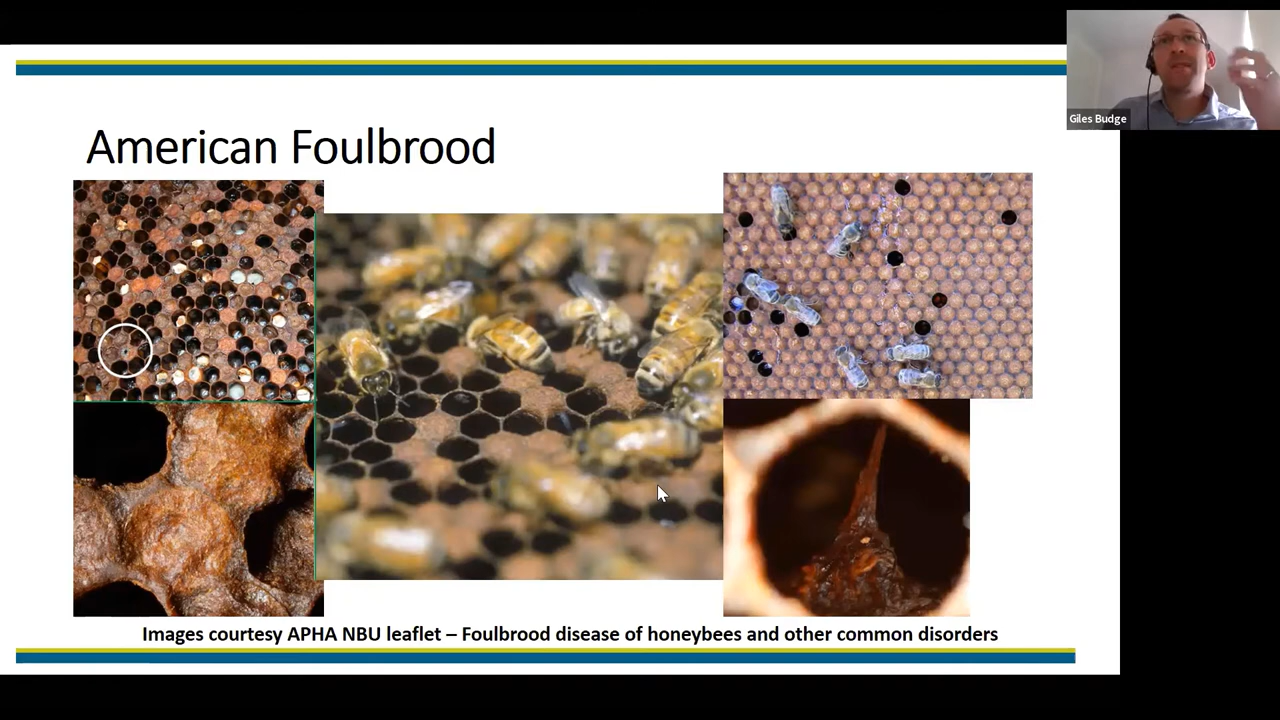 Giles Budge
American Foulbrood
Images courtesy APHA NBU leaflet – Foulbrood disease of honeybees and other common disorders